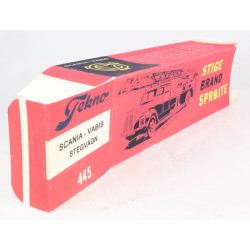 Tekno
SCANIA - VABIS
STEGVAGN
445
STIGE
BRAND
SPRØJTE